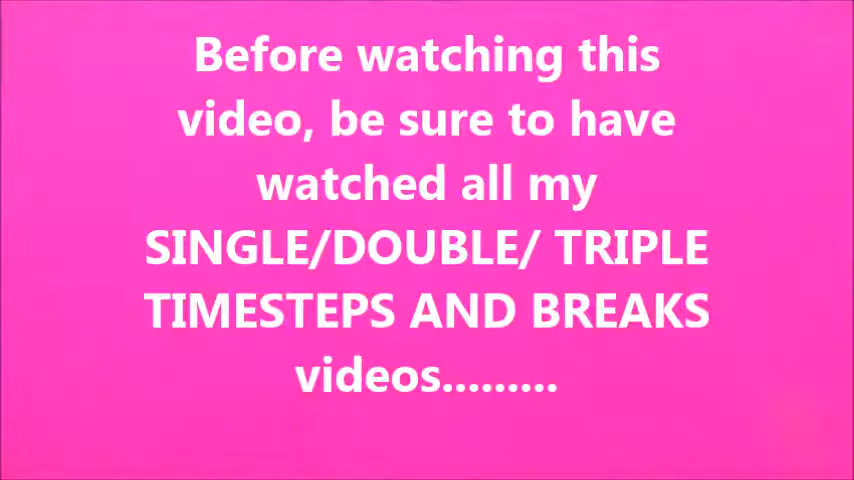 Before watching this
video, be sure to have
watched all my
SINGLE/DOUBLE/ TRIPLE
TIMESTEPS AND BREAKS
videos.........